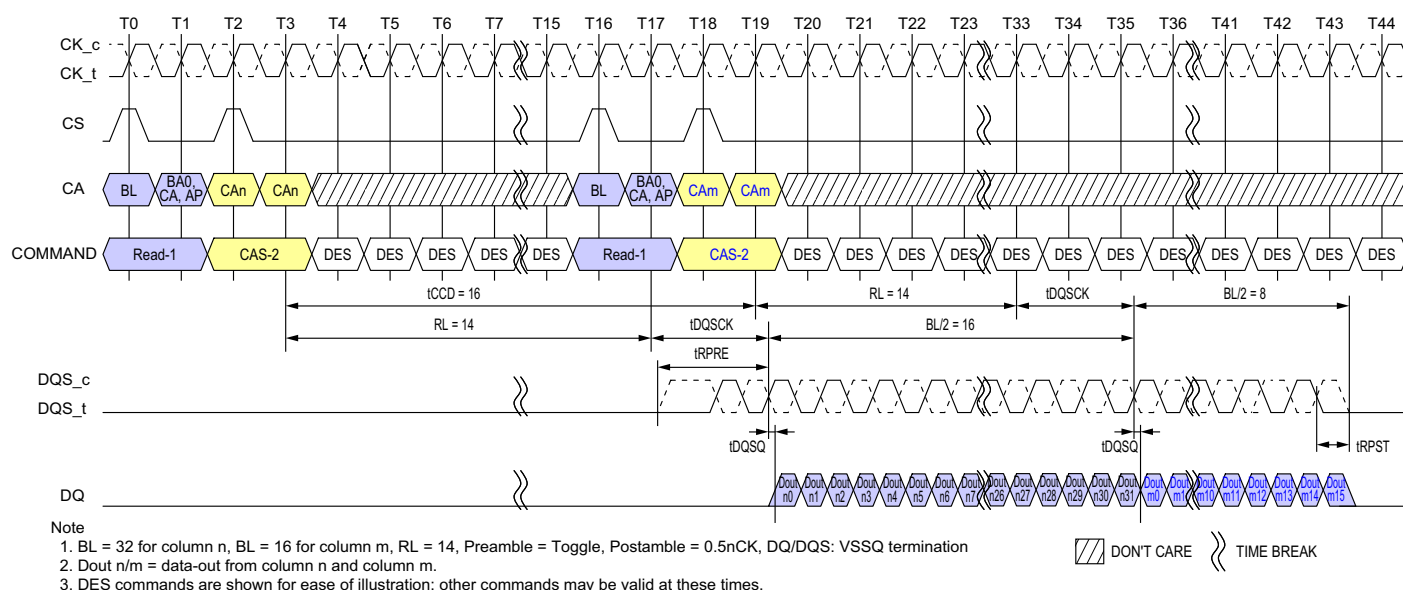 T0 T1 T2 T3 T4 T5 T6 T7 T15 T16 T17 T18 T19 T20 T21 T22 T23 T33 T34 T35 T36 T41 T42 T43 T44
CK_c
CK_t
CS
CA BL BA0, CA, AP CAn CAn BL BA0, CA, AP CAm CAm
COMMAND Read-1 CAS-2 DES DES DES DES DES Read-1 CAS-2 DES DES DES DES DES DES DES DES DES DES DES DES
tCCD = 16 RL = 14 tDQSCK BL/2 = 8
RL = 14 tDQSCK BL/2 = 16
tRPRE
DQS_c
DQS_t
tDQSQ tDQSQ tRPST
DQ Dout n0 Dout n1 Dout n2 Dout n3 Dout n4 Dout n5 Dout n6 Dout n7 Dout n26 Dout n27 Dout n28 Dout n29 Dout n30 Dout n31 Dout m0 Dout m1 Dout m10 Dout m11 Dout m12 Dout m13 Dout m14 Dout m15
Note
1. BL = 32 for column n, BL = 16 for column m, RL = 14, Preamble = Toggle, Postamble = 0.5nCK, DQ/DQS: VSSQ termination
2. Dout n/m = data-out from column n and column m.
3. DES commands are shown for ease of illustration; other commands may be valid at these times.
DON'T CARE TIME BREAK